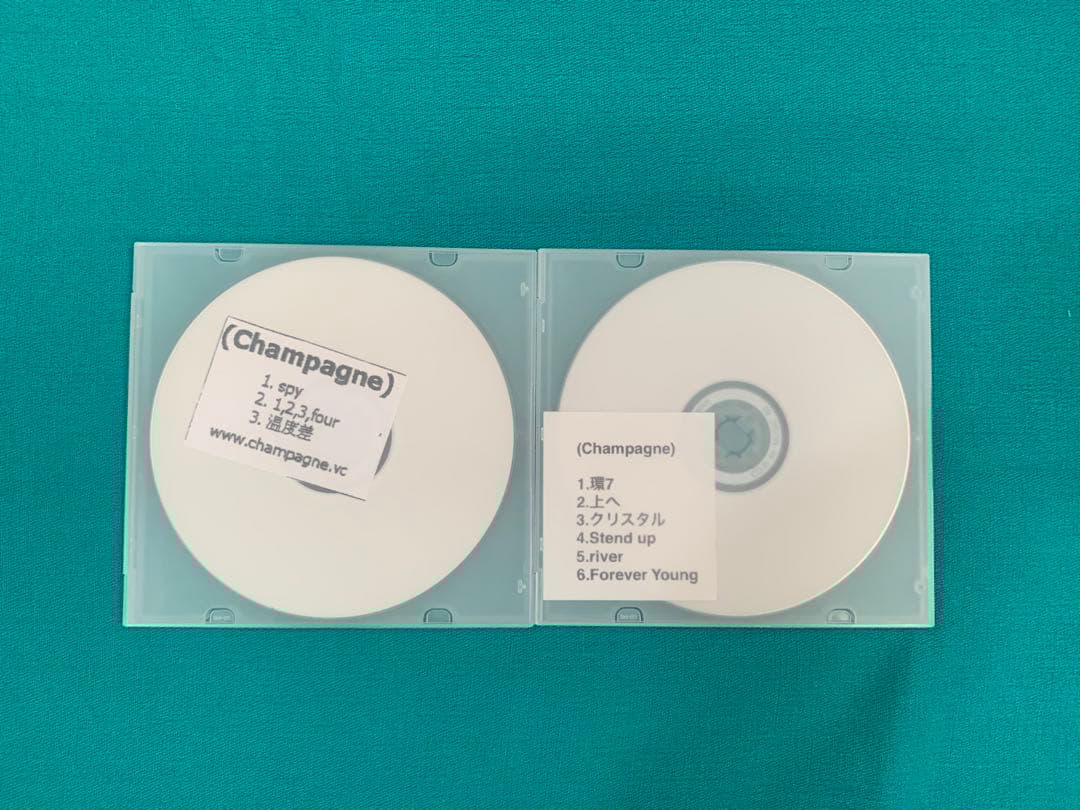 (Champagne)
1. spy
2. 1,2,3,four
3. 温度差
www.champagne.vc
(Champagne)
1.環7
2.上へ
3.クリスタル
4.Stend up
5.river
6.Forever Young